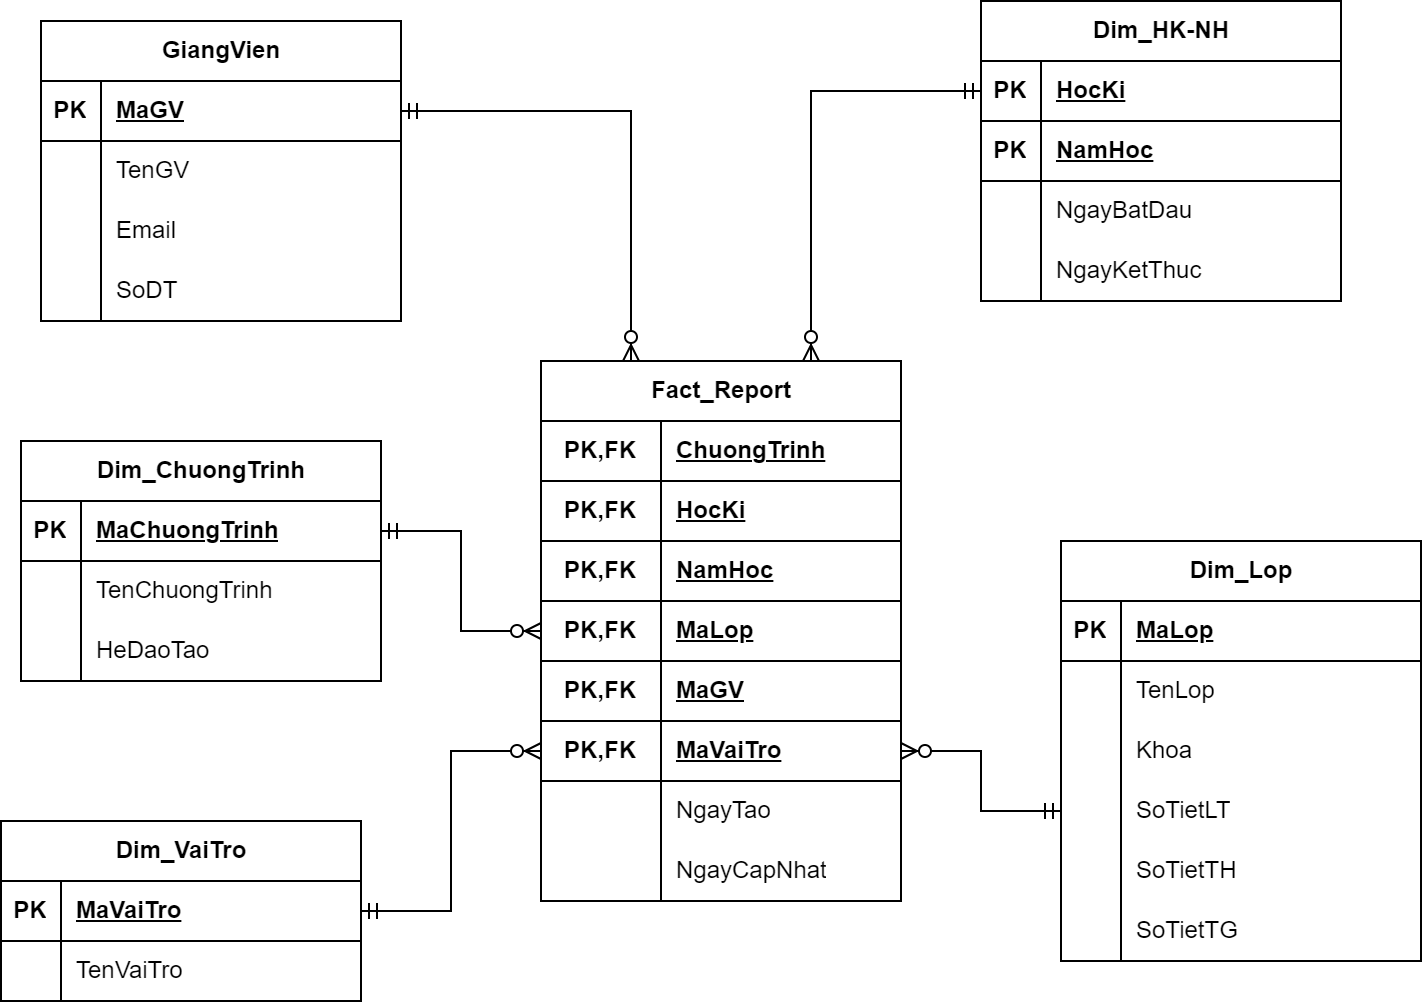 GiangVien
PK MaGV
TenGV
Email
SoDT
Dim_HK-NH
PK HocKi
PK NamHoc
NgayBatDau
NgayKetThuc
Fact_Report
PK,FK ChuongTrinh
PK,FK HocKi
PK,FK NamHoc
PK,FK MaLop
PK,FK MaGV
PK,FK MaVaiTro
NgayTao
NgayCapNhat
Dim_ChuongTrinh
PK MaChuongTrinh
TenChuongTrinh
HeDaoTao
Dim_Lop
PK MaLop
TenLop
Khoa
SoTietLT
SoTietTH
SoTietTG
Dim_VaiTro
PK MaVaiTro
TenVaiTro